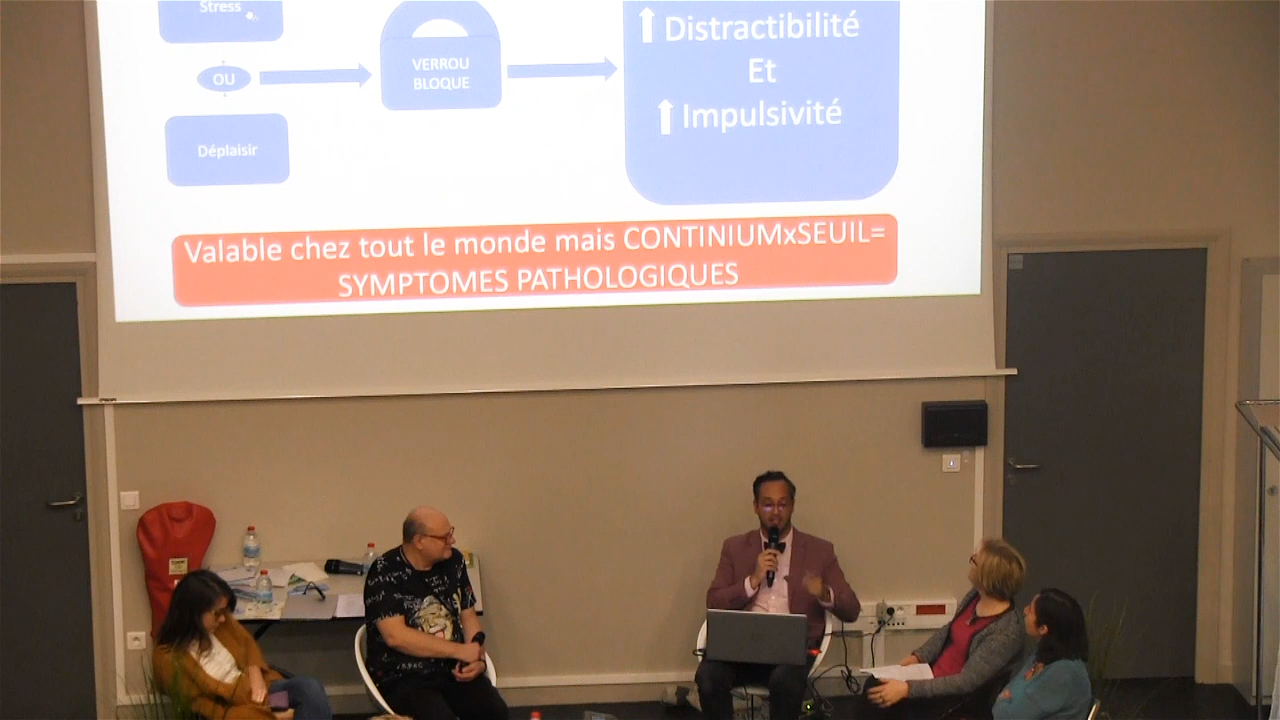 Stress
Distractibilité
OU
VERROU
BLOQUE
Et
Impulsivité
Déplaisir
Valable chez tout le monde mais CONTINIUMxSEUIL=
SYMPTOMES PATHOLOGIQUES